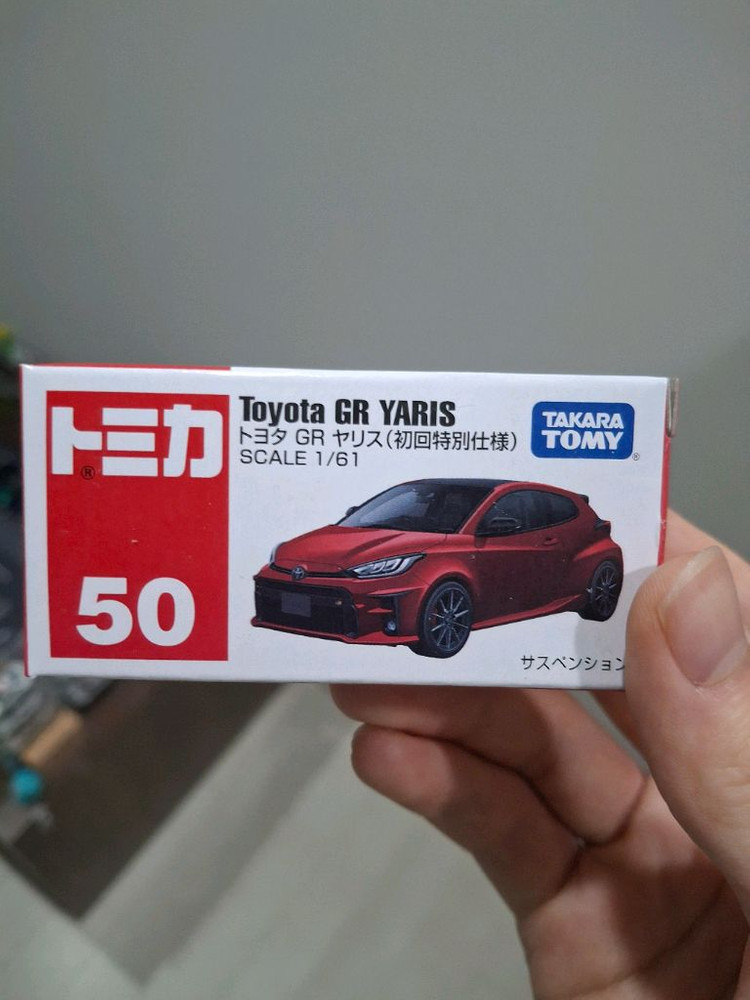 トミカ
®
50
Toyota GR YARIS
トヨタ GR ヤリス(初回特別仕様)
SCALE 1/61
TAKARA
TOMY
®
サスペンション